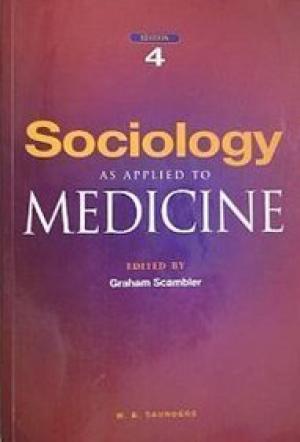 EDITION
4
Sociology
AS APPLIED TO
MEDICINE
EDITED BY
Graham Scambler
W. B. SAUNDERS